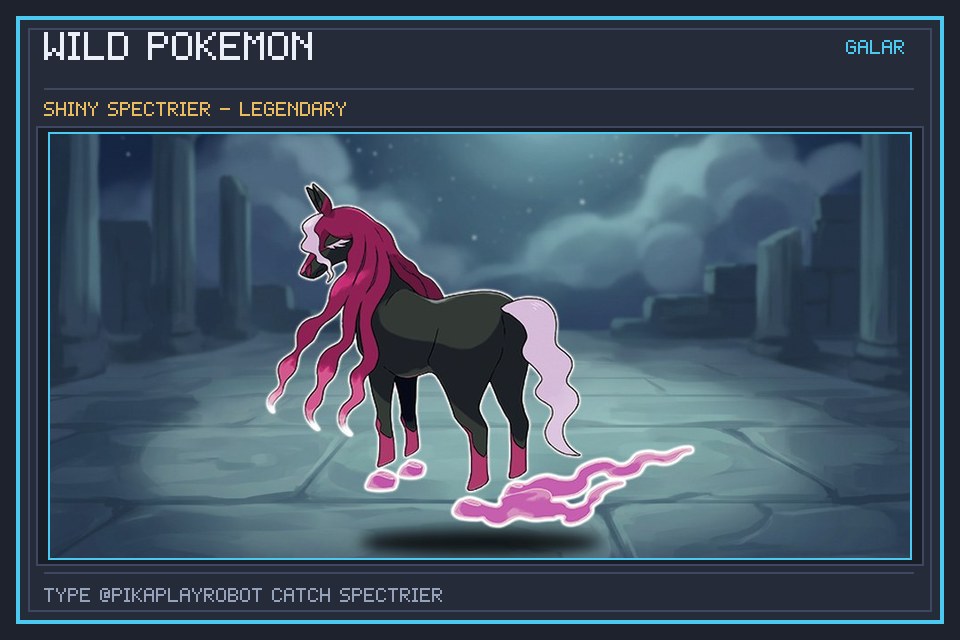 WILD POKEMON
GALAR
SHINY SPECTRIER - LEGENDARY
TYPE @PIKAPLAYROBOT CATCH SPECTRIER